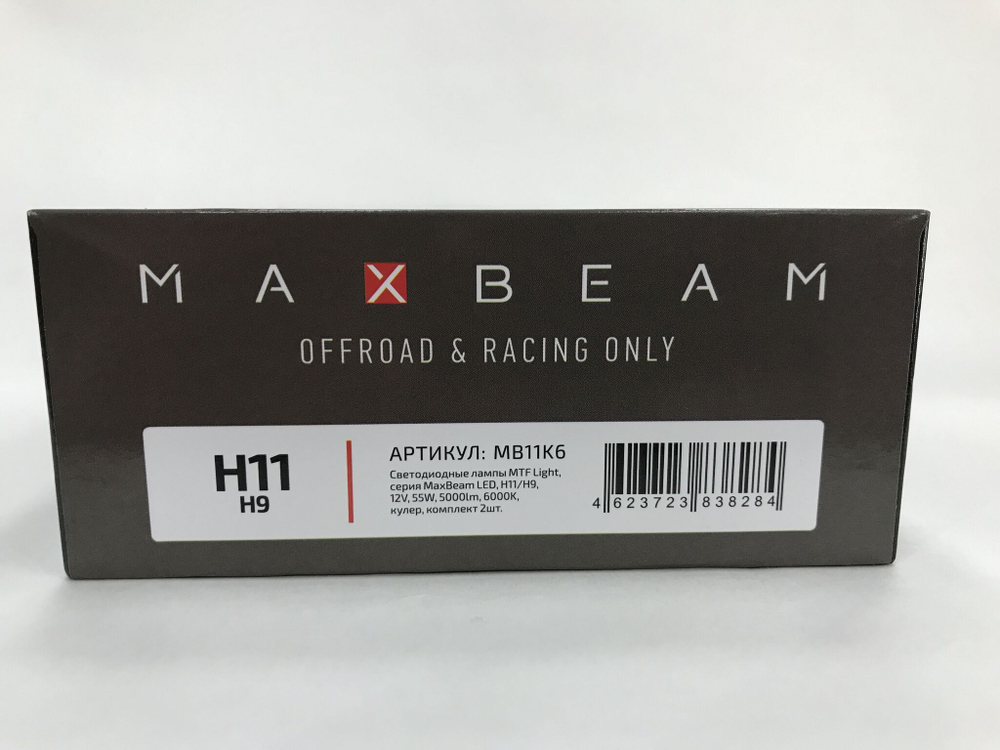 MAXBEAM
OFFROAD & RACING ONLY
H11
H9
АРТИКУЛ: MB11K6
Светодиодные лампы MTF Light,
серия MaxBeam LED, H11/H9,
12V, 55W, 5000lm, 6000K,
кулер, комплект 2шт.
4 623723 838284